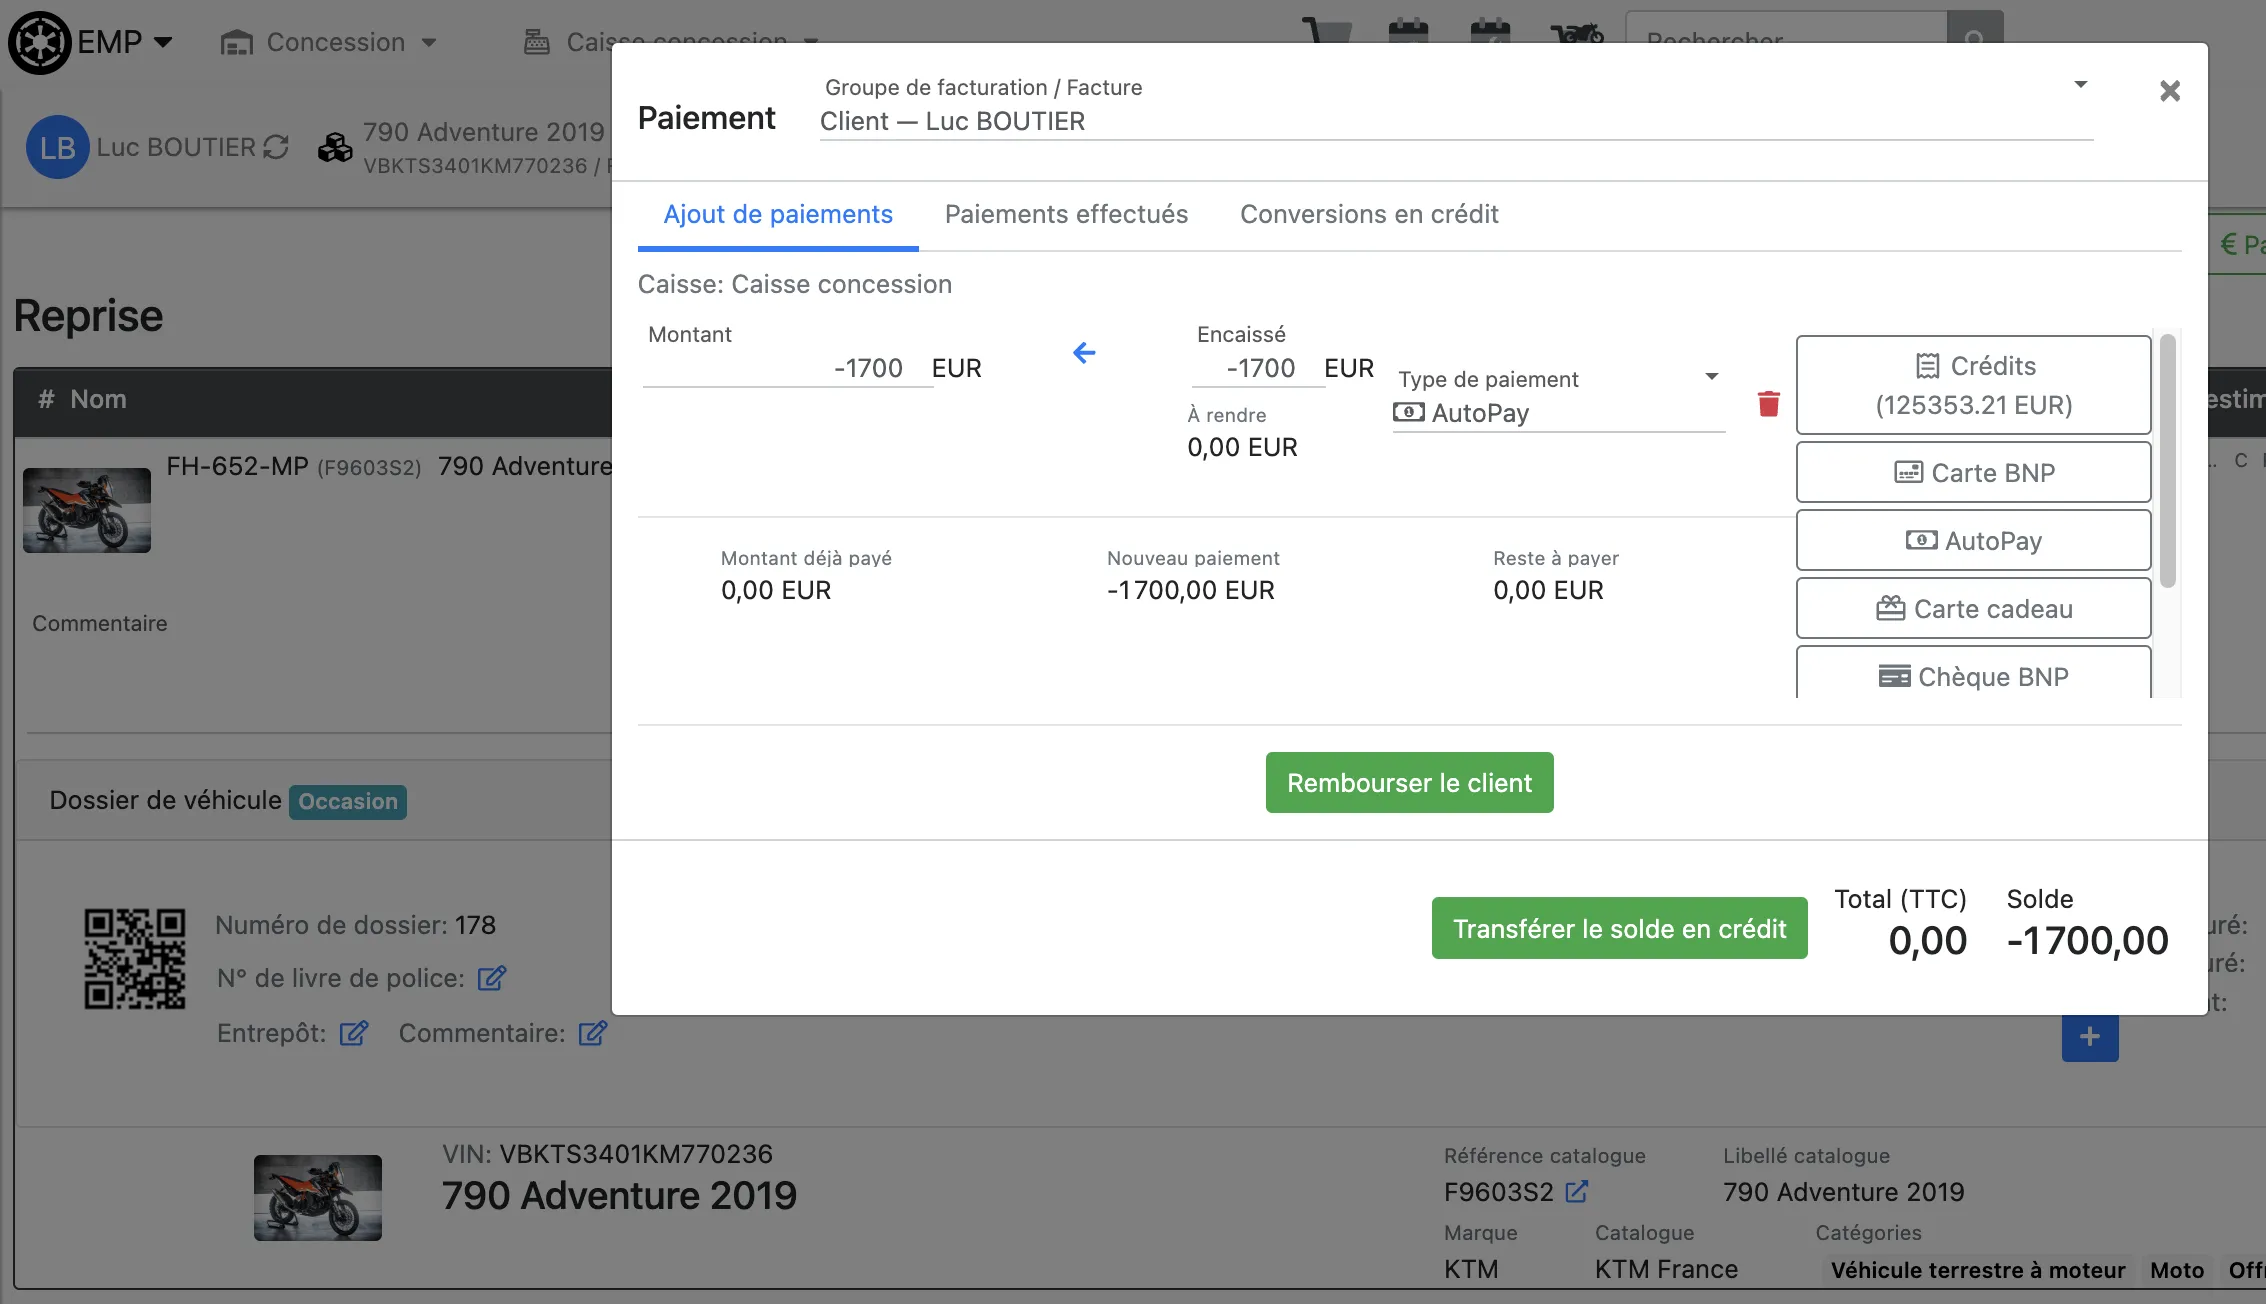 EMP
Concession
Caisse concession
Rechercher
LB
Luc BOUTIER
790 Adventure 2019
VBKTS3401KM770236 /
Paiement
Groupe de facturation / Facture
Client — Luc BOUTIER
Ajout de paiements
Paiements effectués
Conversions en crédit
€ Pa
Caisse: Caisse concession
Reprise
Montant
-1700 EUR
Encaissé
-1700 EUR
À rendre
0,00 EUR
Type de paiement
AutoPay
Crédits
(125353.21 EUR)
Carte BNP
AutoPay
Carte cadeau
Chèque BNP
# Nom
estim
FH-652-MP (F9603S2) 790 Adventure
.. C
Montant déjà payé
0,00 EUR
Nouveau paiement
-1700,00 EUR
Reste à payer
0,00 EUR
Commentaire
Rembourser le client
Dossier de véhicule Occasion
Transférer le solde en crédit
Total (TTC)
0,00
Solde
-1700,00
Numéro de dossier: 178
N° de livre de police:
Entrepôt:
Commentaire:
uré:
uré:
t:
+
VIN: VBKTS3401KM770236
790 Adventure 2019
Référence catalogue
F9603S2
Libellé catalogue
790 Adventure 2019
Marque
KTM
Catalogue
KTM France
Catégories
Véhicule terrestre à moteur
Moto
Off